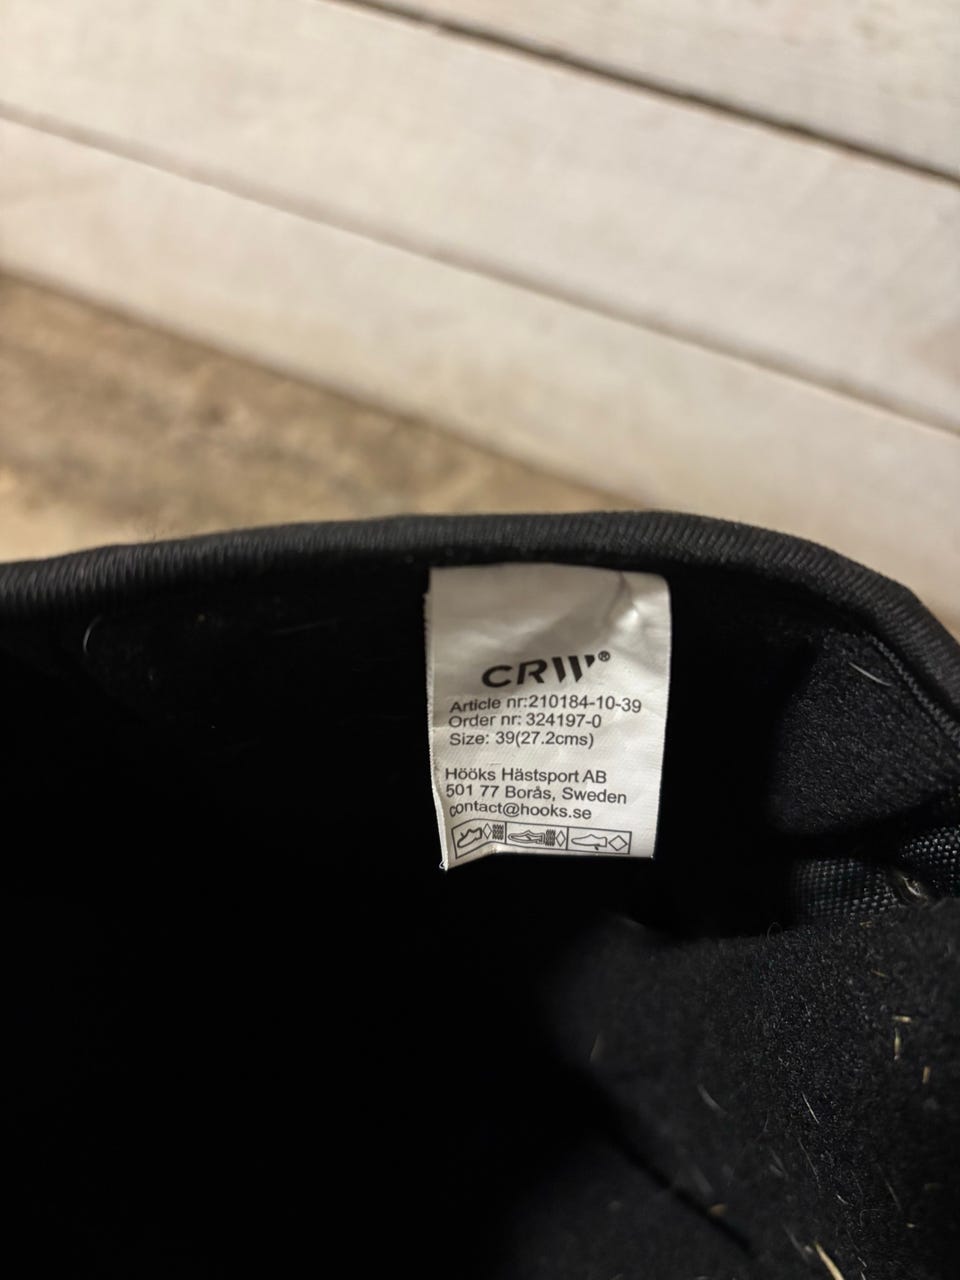 CRW®
Article nr:210184-10-39
Order nr: 324197-0
Size: 39(27.2cms)
Hööks Hästsport AB
501 77 Borås, Sweden
contact@hooks.se